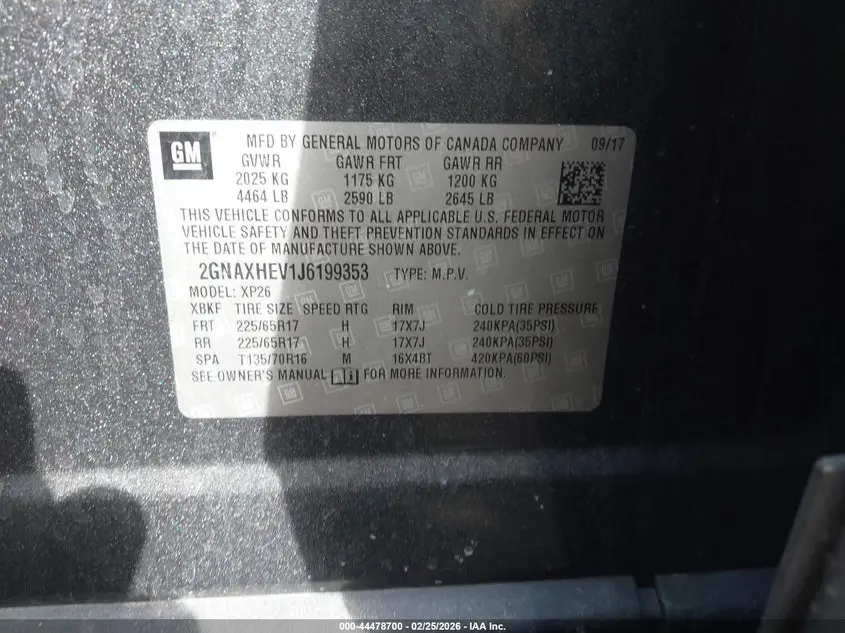 GM
MFD BY GENERAL MOTORS OF CANADA COMPANY 09/17
GVWR GAWR FRT GAWR RR
2025 KG 1175 KG 1200 KG
4464 LB 2590 LB 2645 LB
THIS VEHICLE CONFORMS TO ALL APPLICABLE U.S. FEDERAL MOTOR
VEHICLE SAFETY AND THEFT PREVENTION STANDARDS IN EFFECT ON
THE DATE OF MANUFACTURE SHOWN ABOVE.
2GNAXHEV1J6199353 TYPE: M.P.V.
MODEL: XP26
XBKF TIRE SIZE SPEED RTG RIM COLD TIRE PRESSURE
FRT 225/65R17 H 17X7J 240KPA(35PSI)
RR 225/65R17 H 17X7J 240KPA(35PSI)
SPA T135/70R16 M 16X4BT 420KPA(60PSI)
SEE OWNER'S MANUAL FOR MORE INFORMATION.
000-44478700 - 02/25/2026 - IAA Inc.